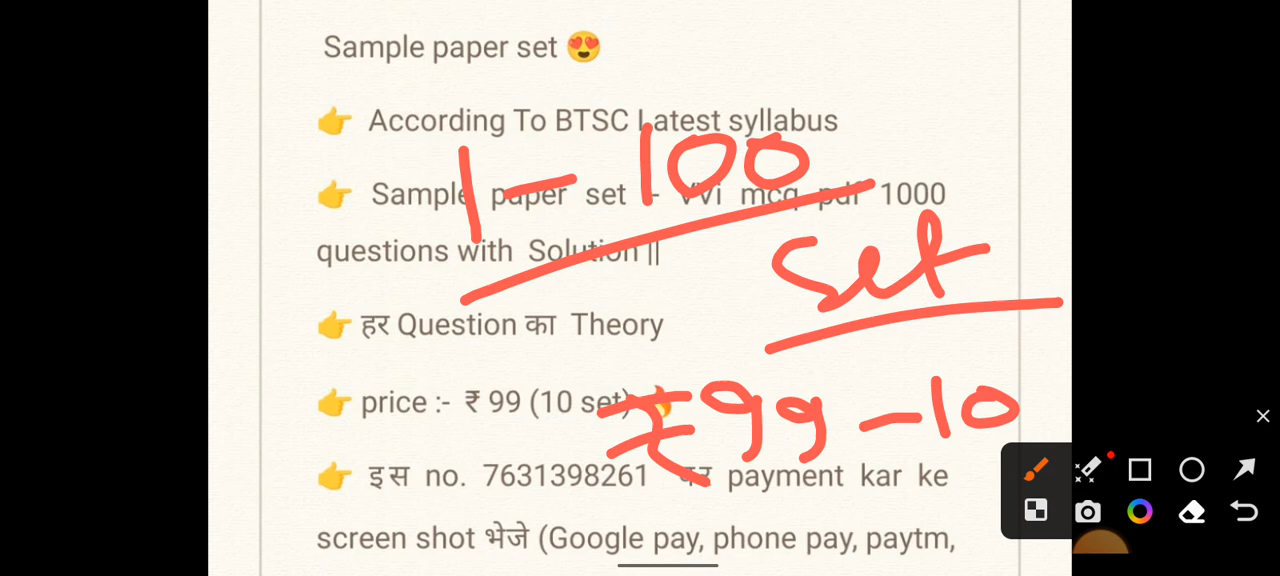 Sample paper set 😍
👉 According To BTSC Latest syllabus
1 - 100
👉 Sample paper set - VVi mcq pdf 1000
questions with Solution ||
set
👉 हर Question का Theory
👉 price :- ₹ 99 (10 set) 🔥
₹ 99 - 10
👉 इस no. 7631398261 पर payment kar ke
screen shot भेजे (Google pay, phone pay, paytm,